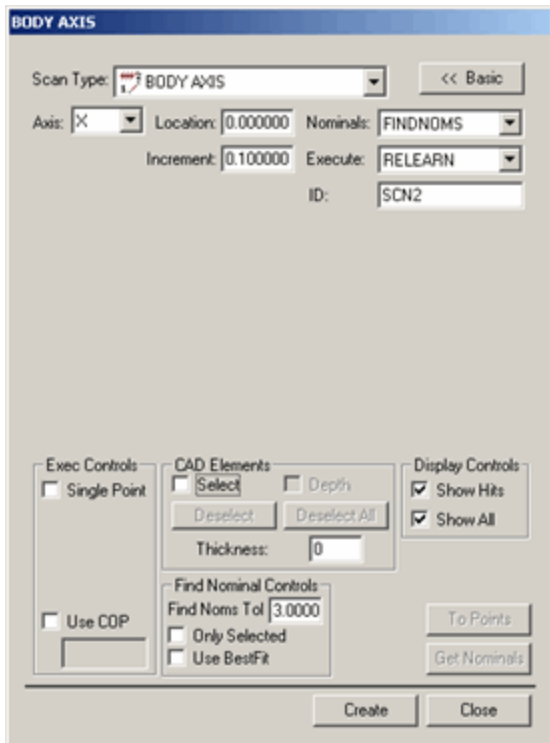 BODY AXIS
Scan Type: BODY AXIS << Basic
Axis: X Location: 0.000000 Nominals: FINDNOMS
Increment: 0.100000 Execute: RELEARN
ID: SCN2
Exec Controls CAD Elements Display Controls
Single Point Select Depth Show Hits
Deselect Deselect All Show All
Thickness: 0
Find Nominal Controls
Use COP Find Noms Tol 3.0000 To Points
Only Selected
Use BestFit Get Nominals
Create Close